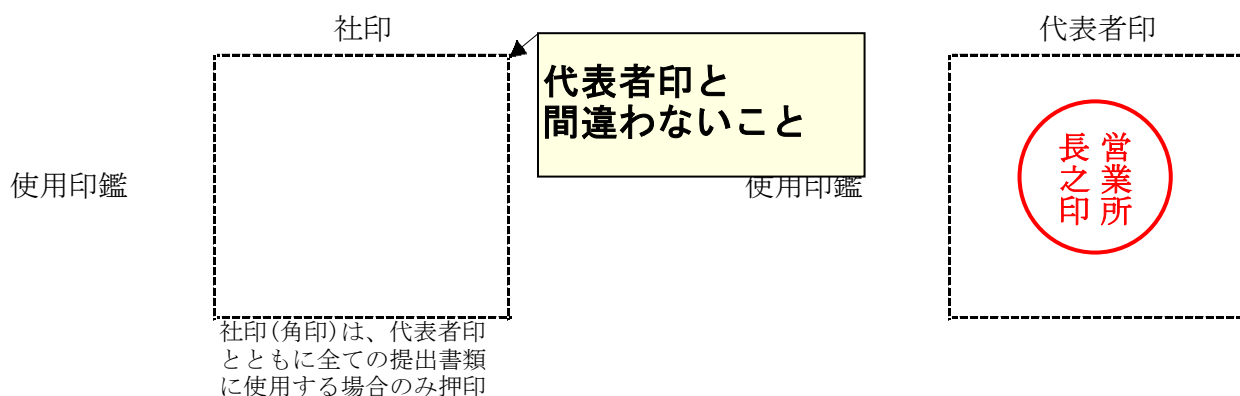 社印
代表者印と
間違わないこと
代表者印
使用印鑑
使用印鑑
営業所
長之印
社印(角印)は、代表者印
とともに全ての提出書類
に使用する場合のみ押印